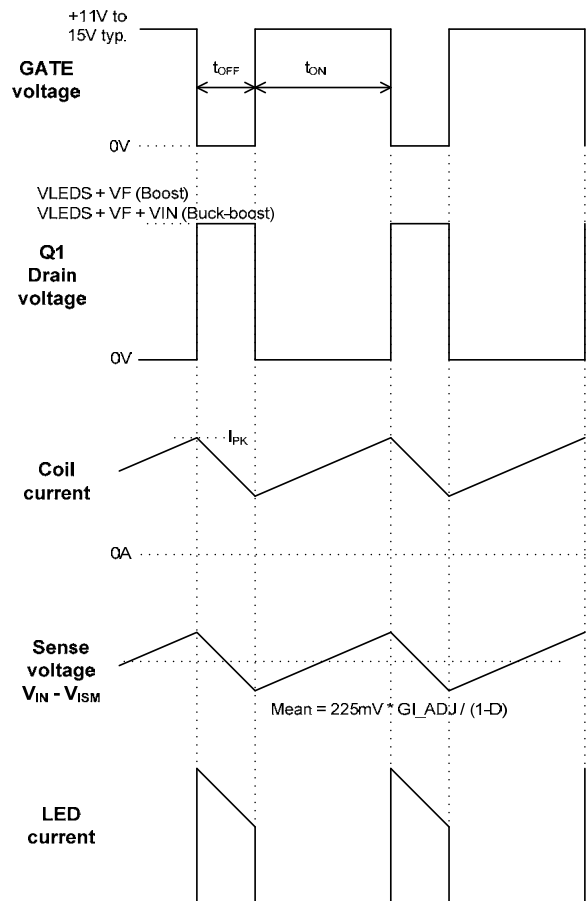 +11V to
15V typ.
GATE
voltage
tOFF
tON
0V
VLEDS + VF (Boost)
VLEDS + VF + VIN (Buck-boost)
Q1
Drain
voltage
0V
IPK
Coil
current
0A
Sense
voltage
VIN - VISM
Mean = 225mV * GI_ADJ / (1-D)
LED
current